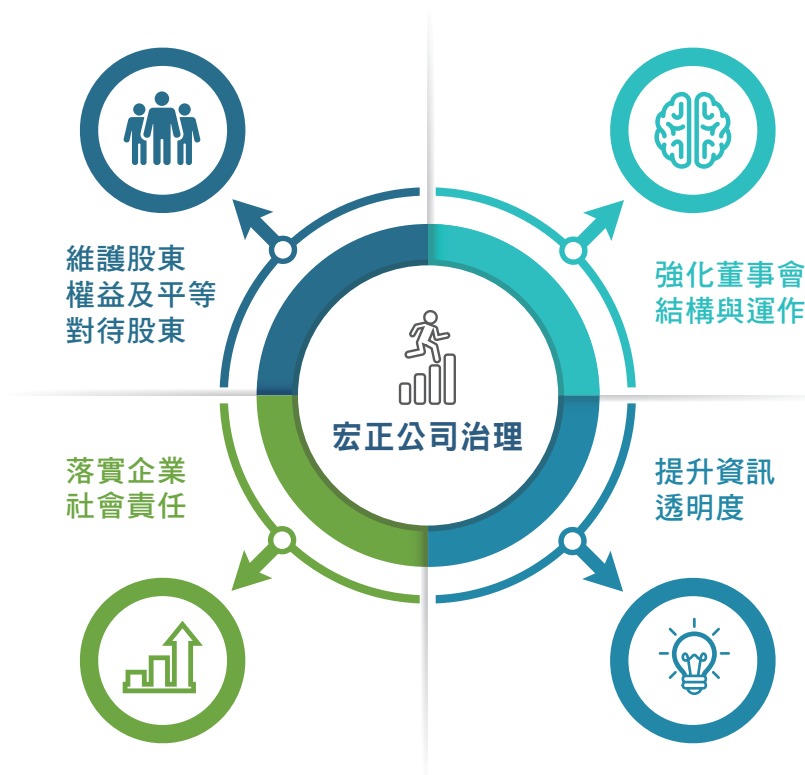 維護股東
權益及平等
對待股東
強化董事會
結構與運作
宏正公司治理
落實企業
社會責任
提升資訊
透明度